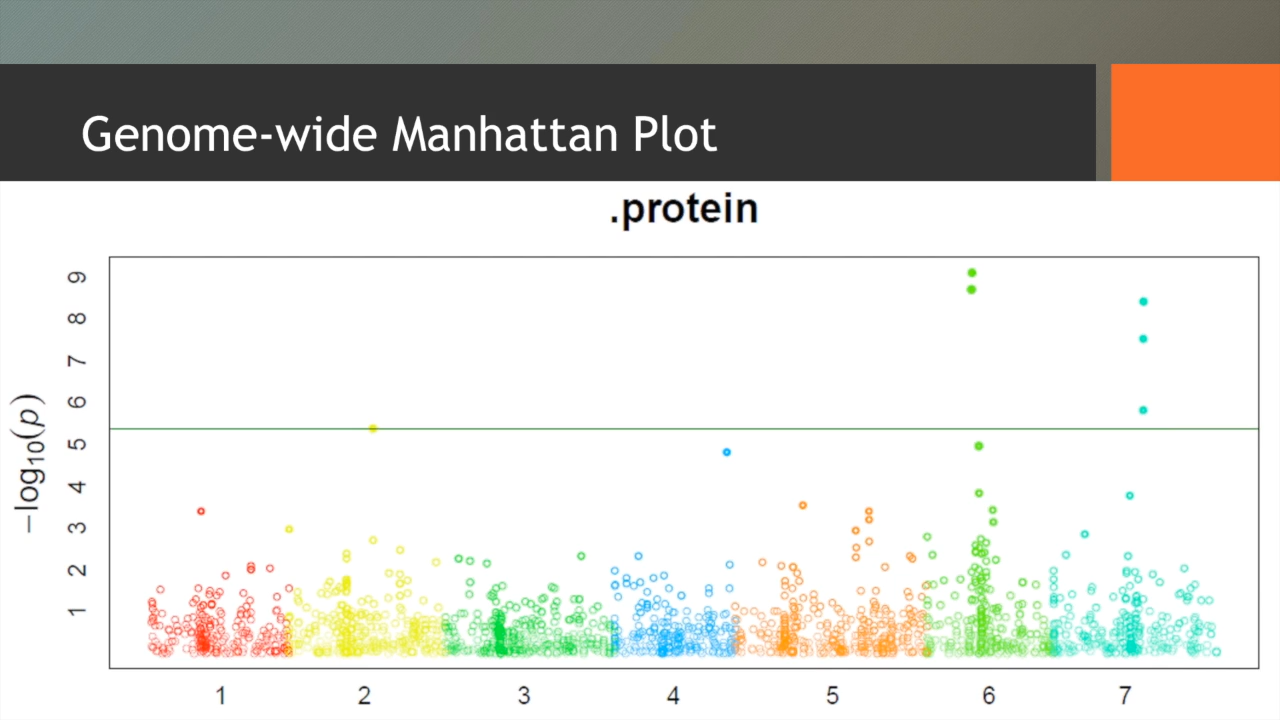 Genome-wide Manhattan Plot
.protein
−log10(p)
9
8
7
6
5
4
3
2
1
1 2 3 4 5 6 7